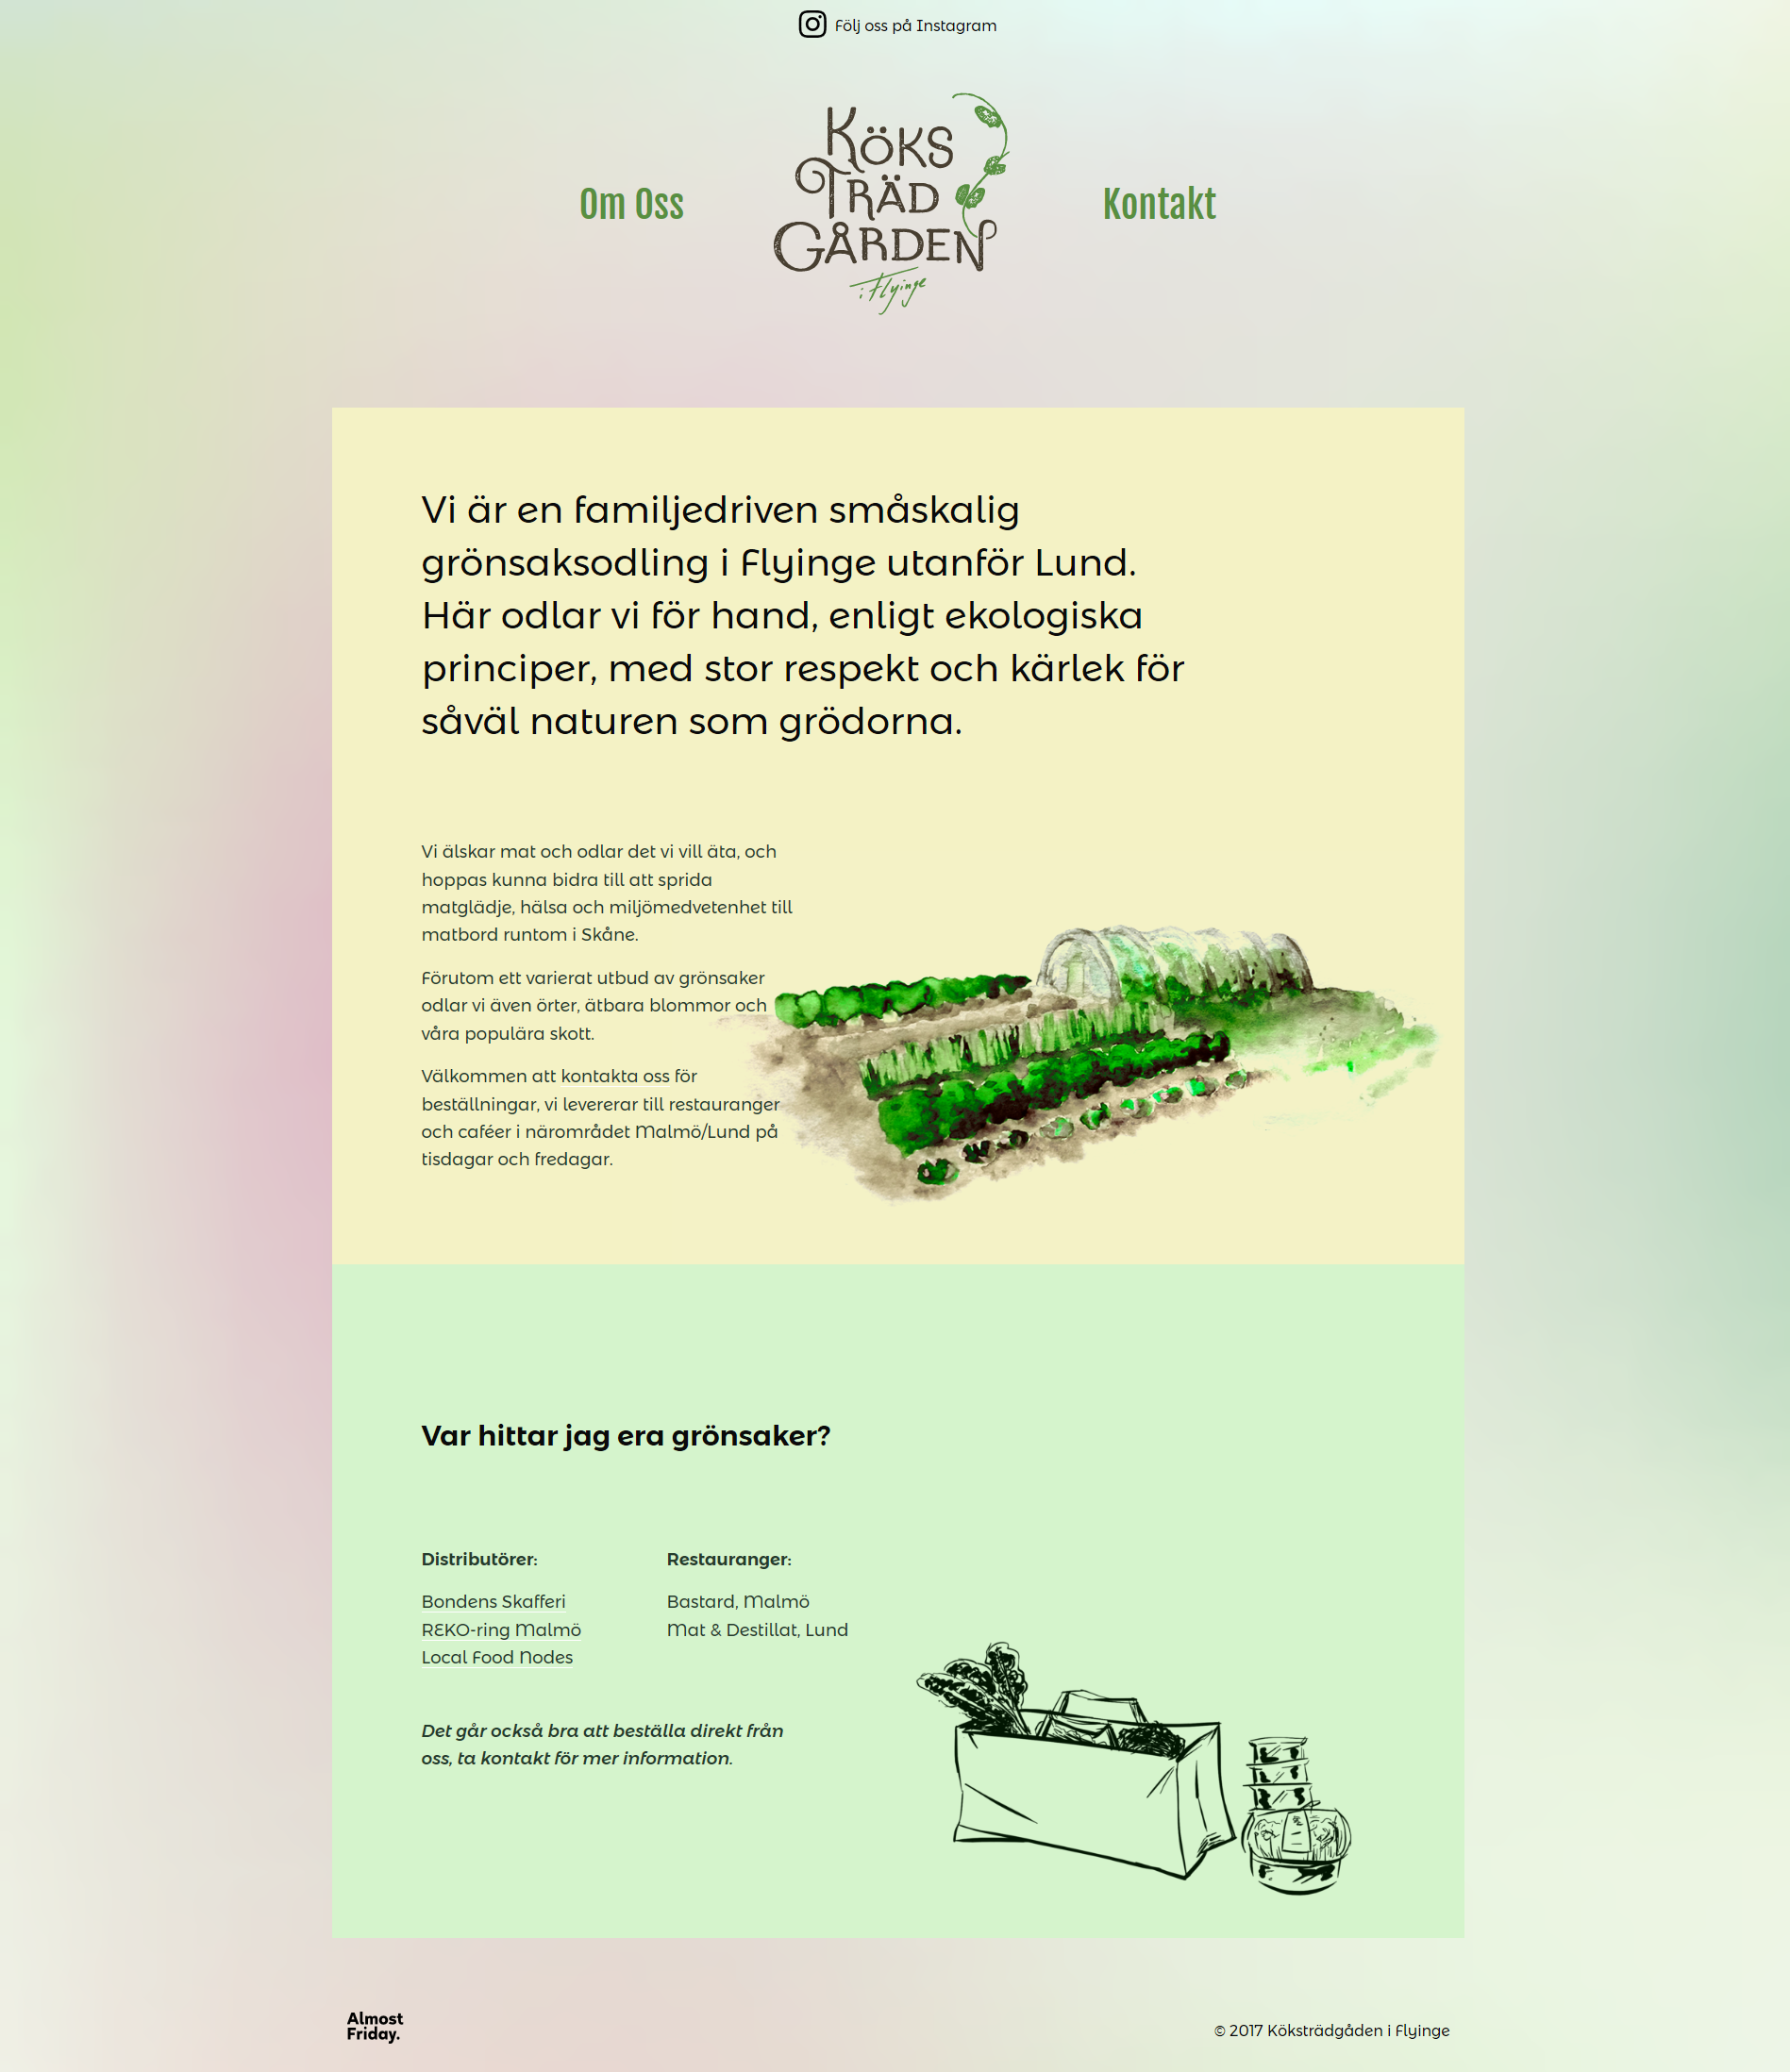 Följ oss på Instagram
Om Oss
KÖKS
TRÄD
GÅRDEN
i Flyinge
Kontakt
Vi är en familjedriven småskalig
grönsaksodling i Flyinge utanför Lund.
Här odlar vi för hand, enligt ekologiska
principer, med stor respekt och kärlek för
såväl naturen som grödorna.
Vi älskar mat och odlar det vi vill äta, och
hoppas kunna bidra till att sprida
matglädje, hälsa och miljömedvetenhet till
matbord runtom i Skåne.
Förutom ett varierat utbud av grönsaker
odlar vi även örter, ätbara blommor och
våra populära skott.
Välkommen att kontakta oss för
beställningar, vi levererar till restauranger
och caféer i närområdet Malmö/Lund på
tisdagar och fredagar.
Var hittar jag era grönsaker?
Distributörer:
Bondens Skafferi
REKO-ring Malmö
Local Food Nodes
Restauranger:
Bastard, Malmö
Mat & Destillat, Lund
Det går också bra att beställa direkt från
oss, ta kontakt för mer information.
Almost
Friday.
© 2017 Köksträdgåden i Flyinge